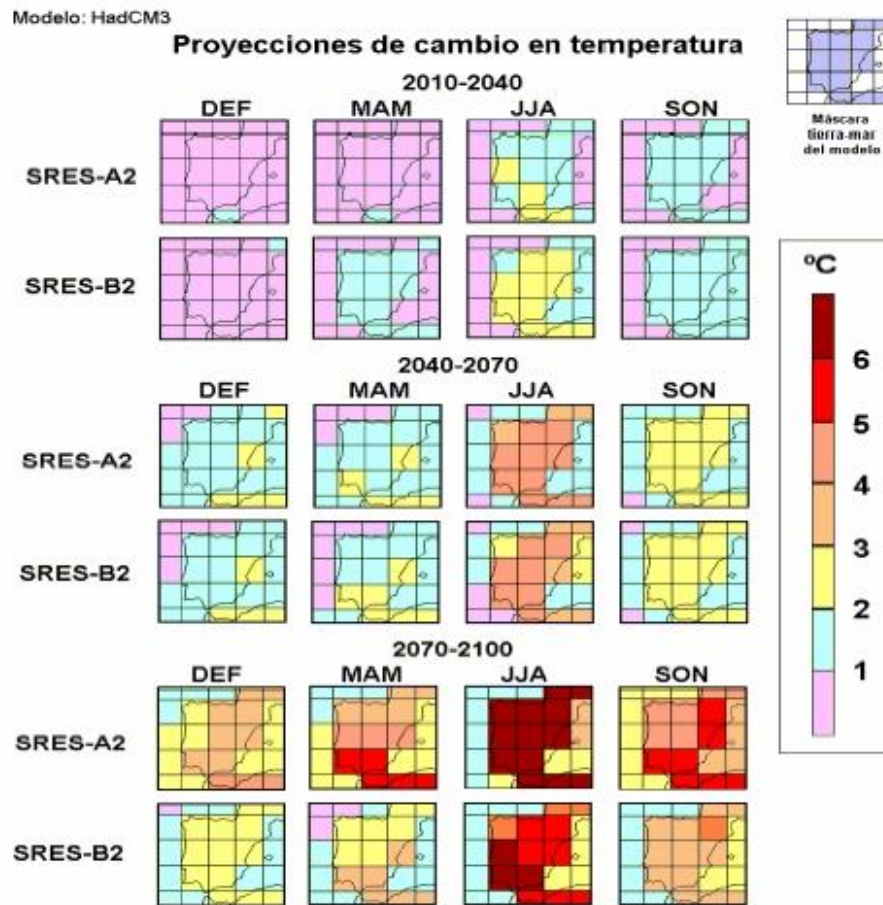 Modelo: HadCM3
Proyecciones de cambio en temperatura
Máscara
tierra-mar
del modelo
2010-2040
DEF MAM JJA SON
SRES-A2
SRES-B2
ºC
6
5
4
3
2
1
2040-2070
DEF MAM JJA SON
SRES-A2
SRES-B2
2070-2100
DEF MAM JJA SON
SRES-A2
SRES-B2